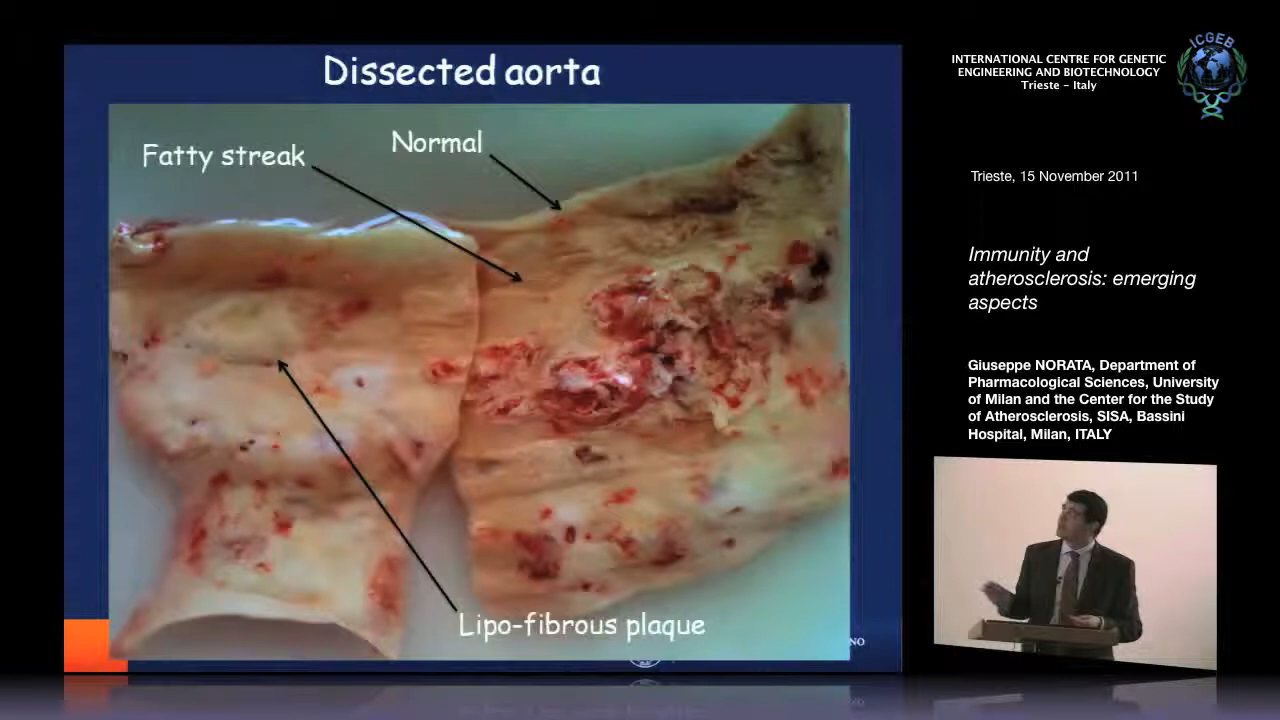 Dissected aorta
Fatty streak
Normal
Lipo-fibrous plaque
NO
INTERNATIONAL CENTRE FOR GENETIC
ENGINEERING AND BIOTECHNOLOGY
Trieste - Italy
ICGEB
Trieste, 15 November 2011
Immunity and
atherosclerosis: emerging
aspects
Giuseppe NORATA, Department of
Pharmacological Sciences, University
of Milan and the Center for the Study
of Atherosclerosis, SISA, Bassini
Hospital, Milan, ITALY